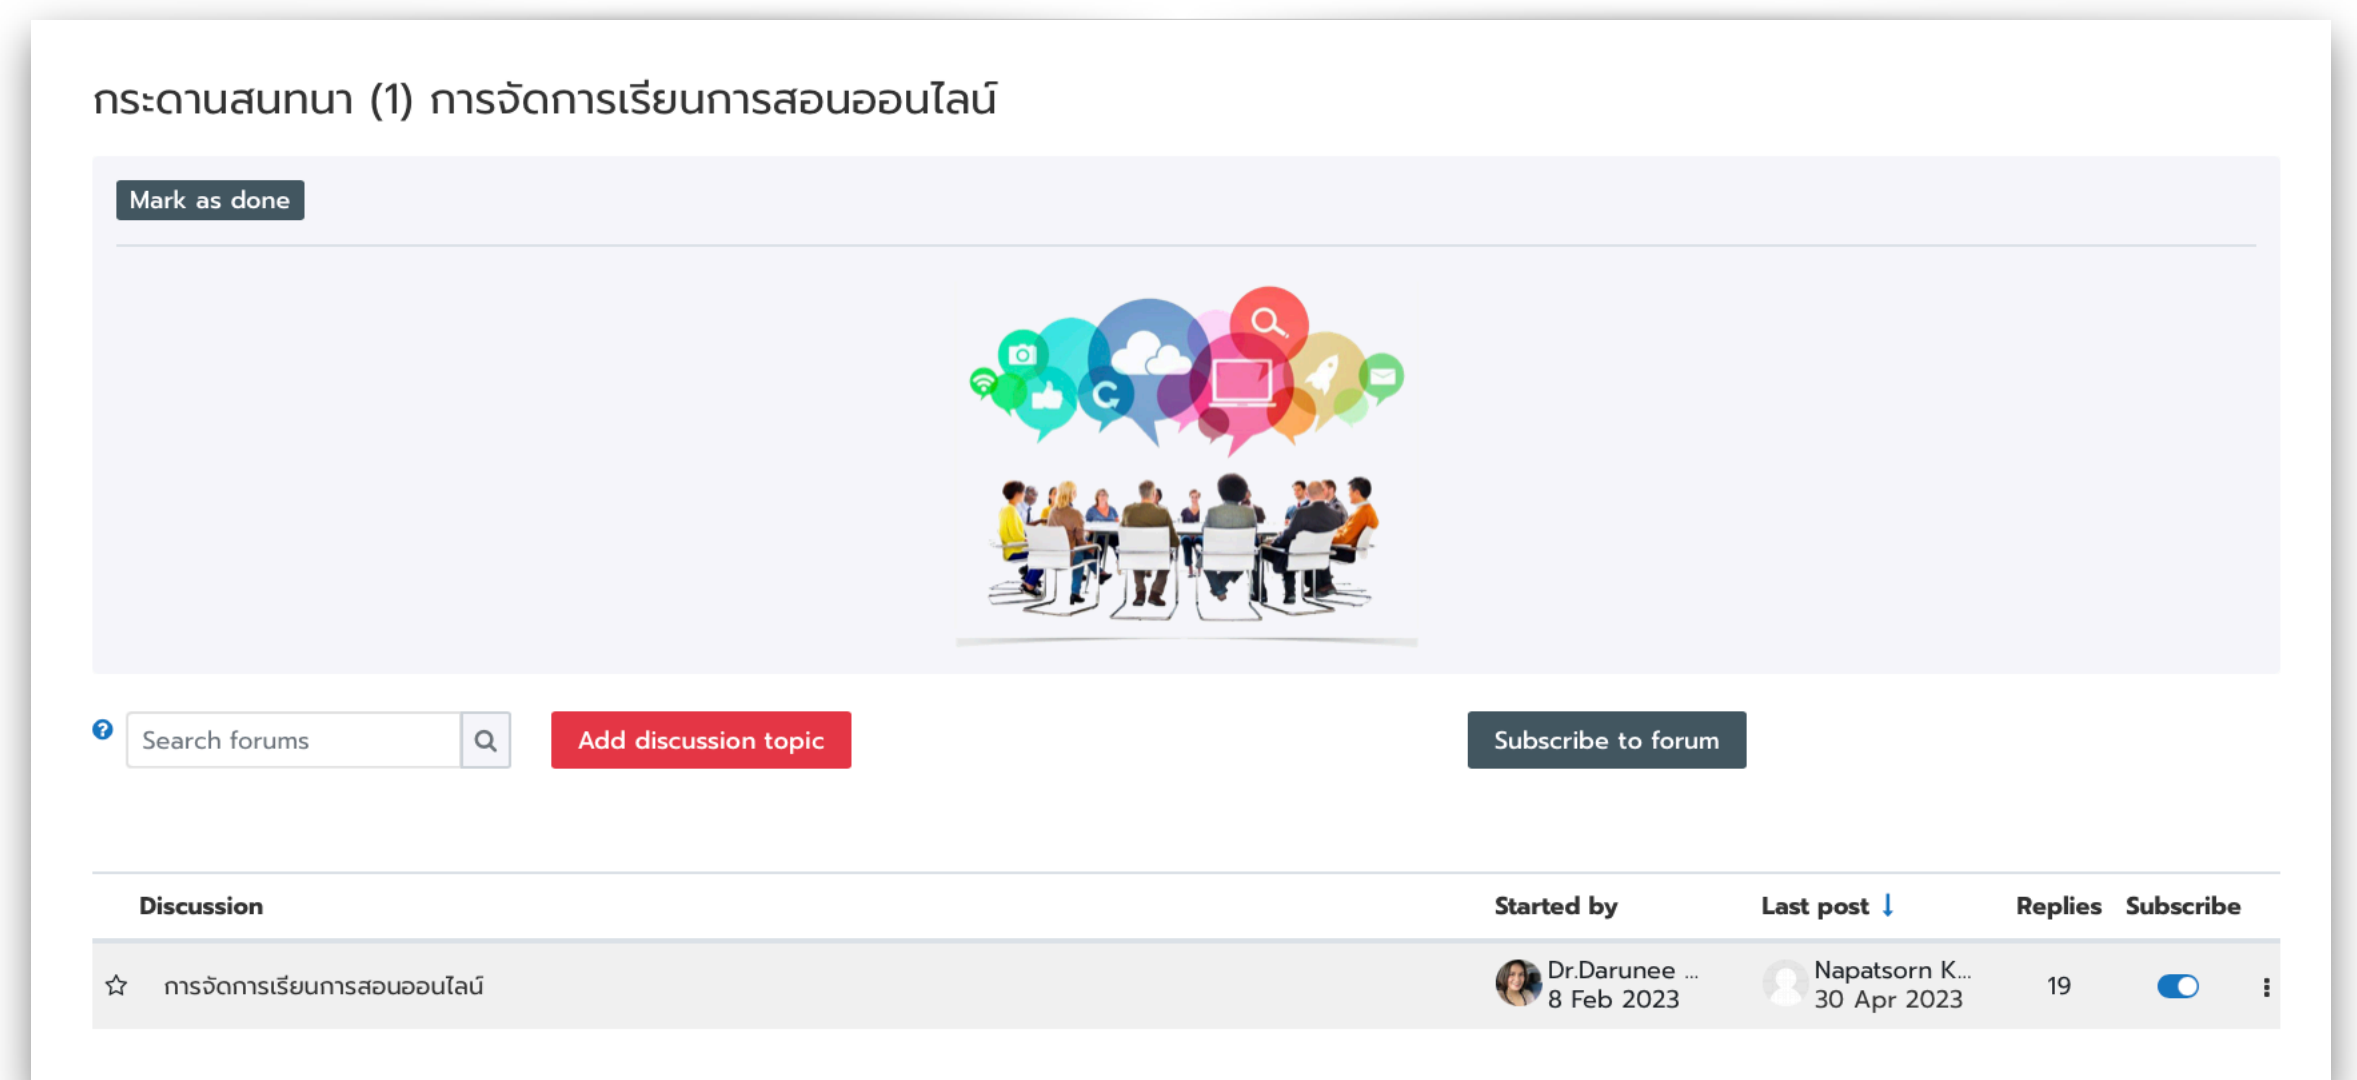 กระดานสนทนา (1) การจัดการเรียนการสอนออนไลน์
Mark as done
Search forums
Add discussion topic
Subscribe to forum
Discussion
Started by
Last post
Replies
Subscribe
การจัดการเรียนการสอนออนไลน์
Dr.Darunee ...
8 Feb 2023
Napatsorn K...
30 Apr 2023
19